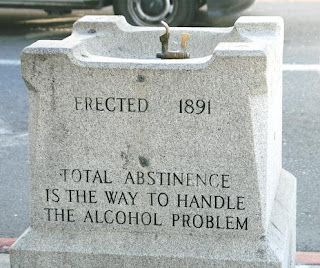 ERECTED 1891
TOTAL ABSTINENCE
IS THE WAY TO HANDLE
THE ALCOHOL PROBLEM